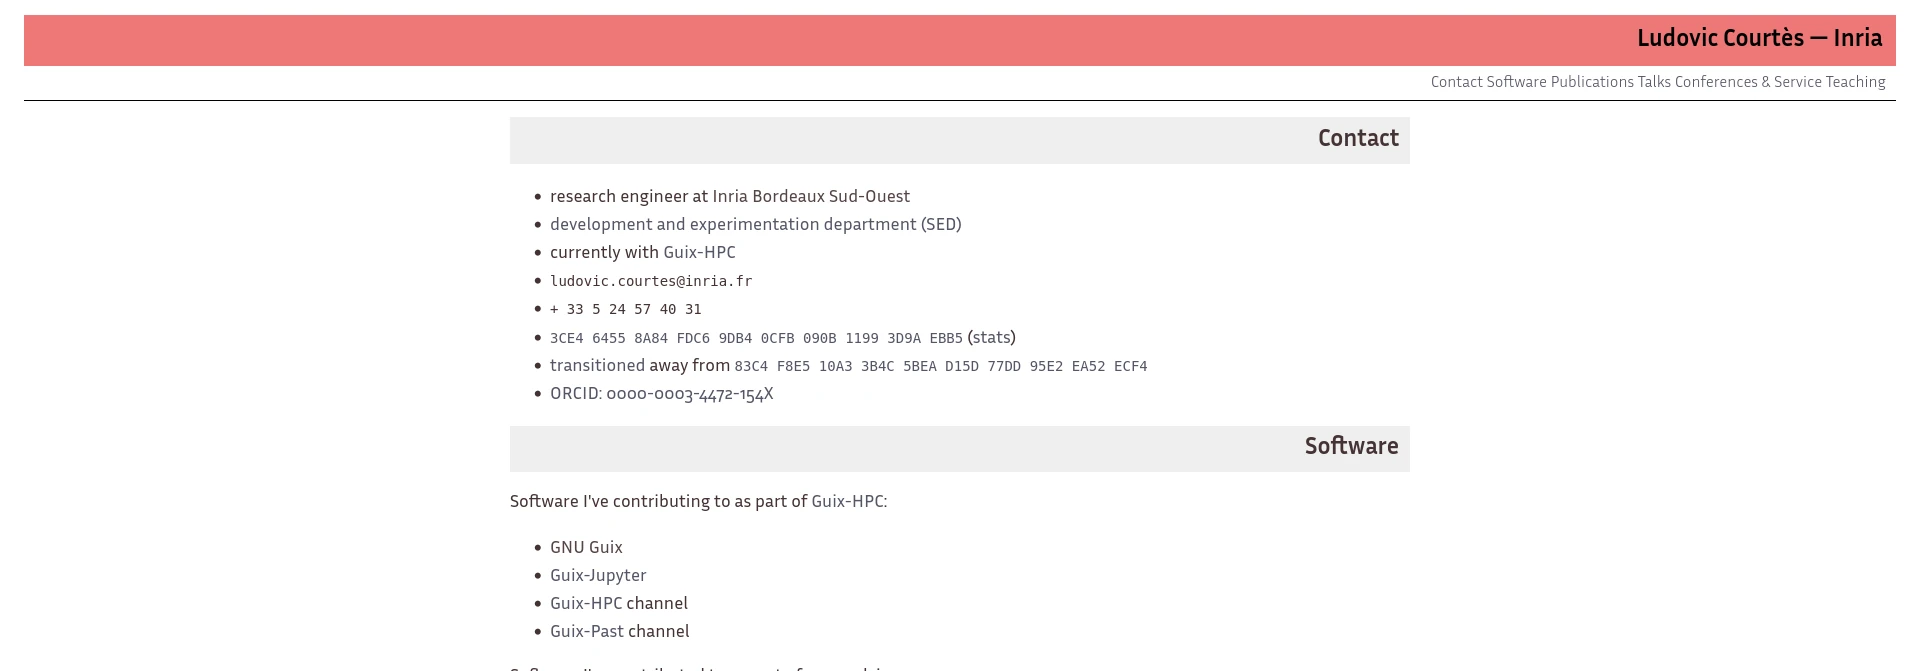 Ludovic Courtès — Inria
Contact Software Publications Talks Conferences & Service Teaching
Contact
• research engineer at Inria Bordeaux Sud-Ouest
• development and experimentation department (SED)
• currently with Guix-HPC
• ludovic.courtes@inria.fr
• + 33 5 24 57 40 31
• 3CE4 6455 8A84 FDC6 9DB4 0CFB 090B 1199 3D9A EBB5 (stats)
• transitioned away from 83C4 F8E5 10A3 3B4C 5BEA D15D 77DD 95E2 EA52 ECF4
• ORCID: 0000-0003-4472-154X
Software
Software I've contributing to as part of Guix-HPC:
• GNU Guix
• Guix-Jupyter
• Guix-HPC channel
• Guix-Past channel